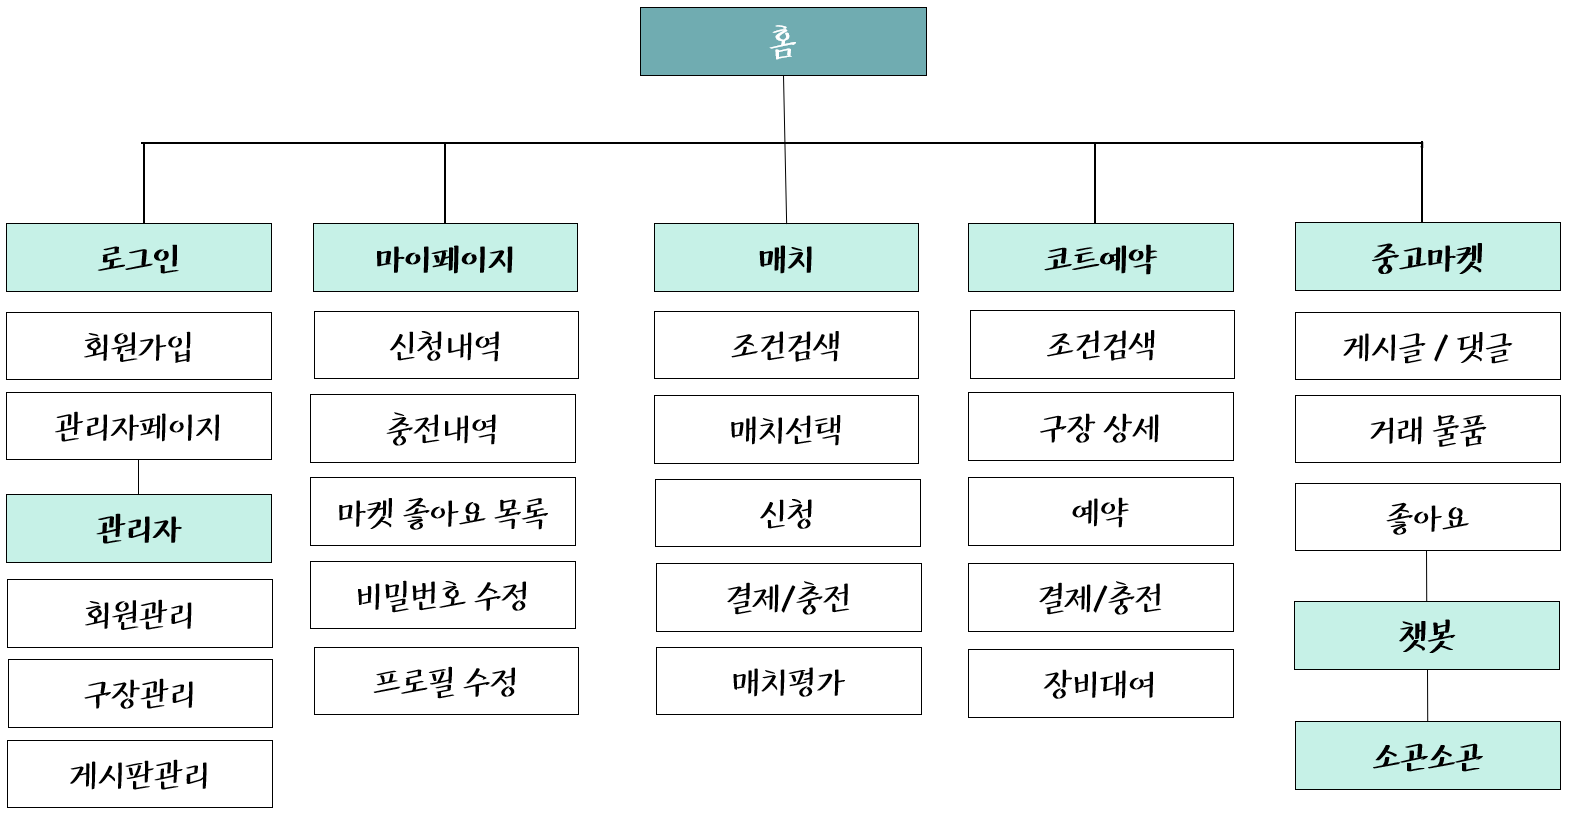 홈
로그인
회원가입
관리자페이지
관리자
회원관리
구장관리
게시판관리
마이페이지
신청내역
충전내역
마켓 좋아요 목록
비밀번호 수정
프로필 수정
매치
조건검색
매치선택
신청
결제/충전
매치평가
코트예약
조건검색
구장 상세
예약
결제/충전
장비대여
중고마켓
게시글 / 댓글
거래 물품
좋아요
챗봇
소곤소곤